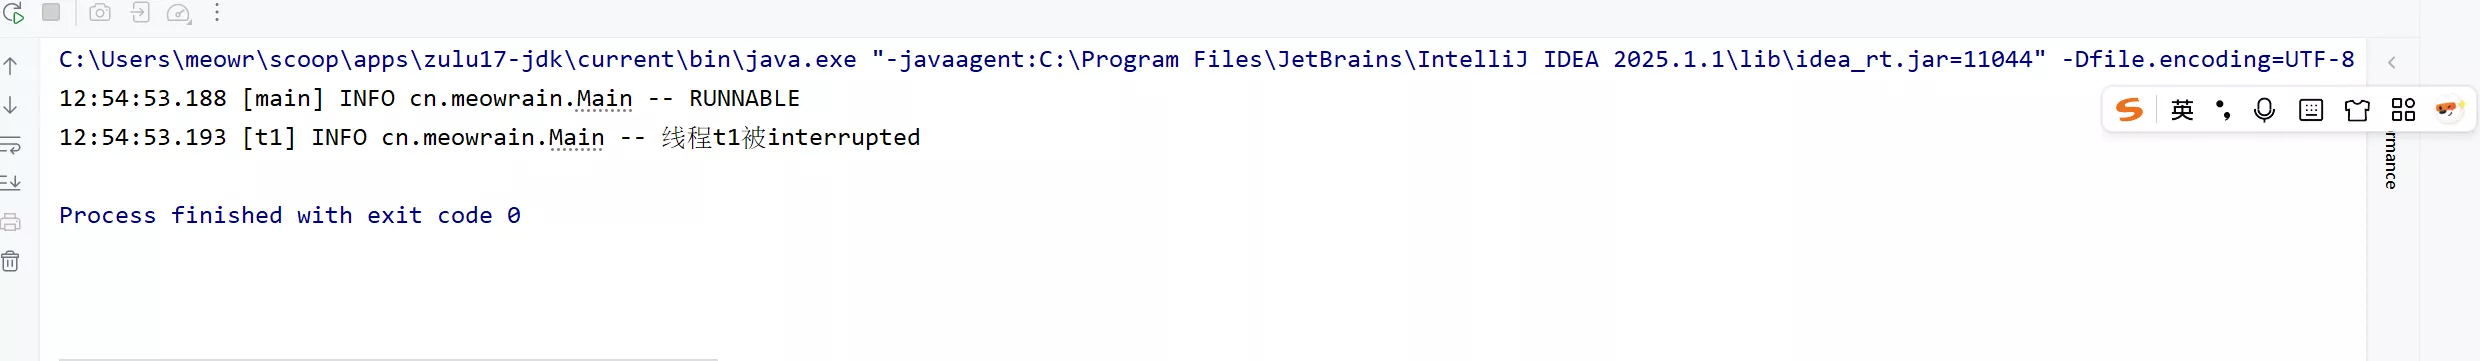 C:\Users\meowr\scoop\apps\zulu17-jdk\current\bin\java.exe "-javaagent:C:\Program Files\JetBrains\IntelliJ IDEA 2025.1.1\lib\idea_rt.jar=11044" -Dfile.encoding=UTF-8
12:54:53.188 [main] INFO cn.meowrain.Main -- RUNNABLE
12:54:53.193 [t1] INFO cn.meowrain.Main -- 线程t1被interrupted
Process finished with exit code 0
英
rmance